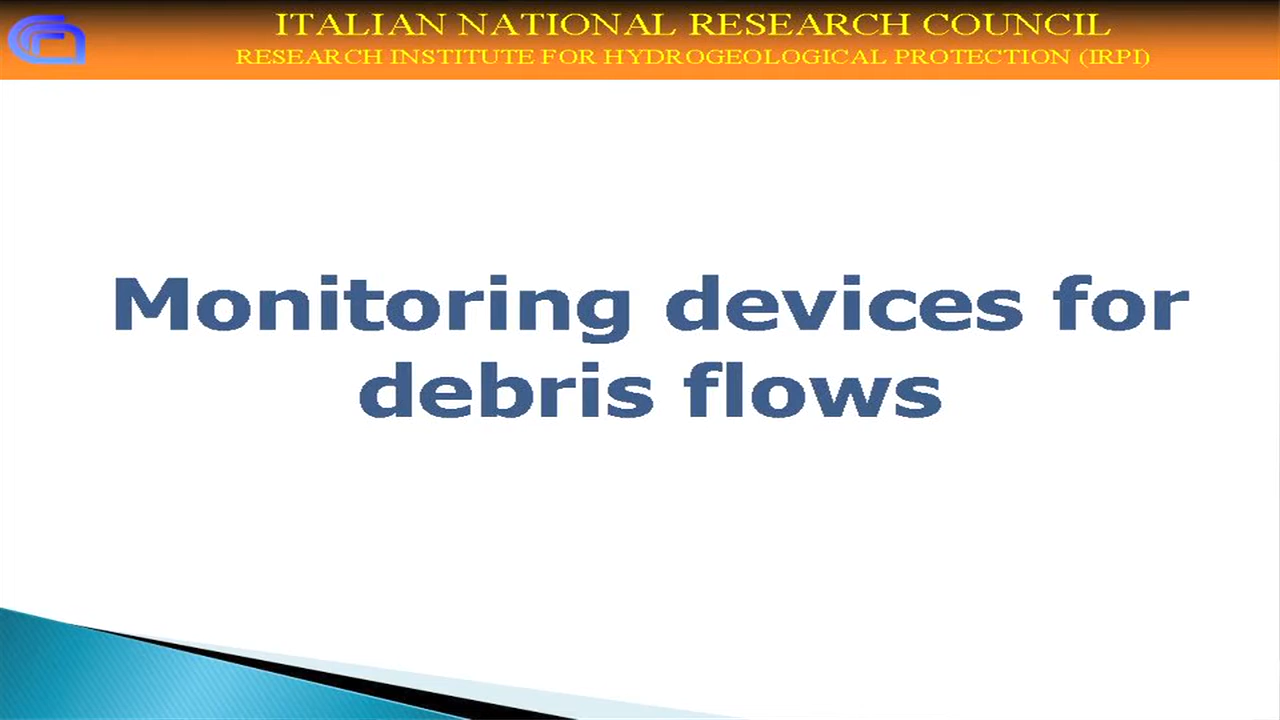 ITALIAN NATIONAL RESEARCH COUNCIL
RESEARCH INSTITUTE FOR HYDROGEOLOGICAL PROTECTION (IRPI)
Monitoring devices for
debris flows